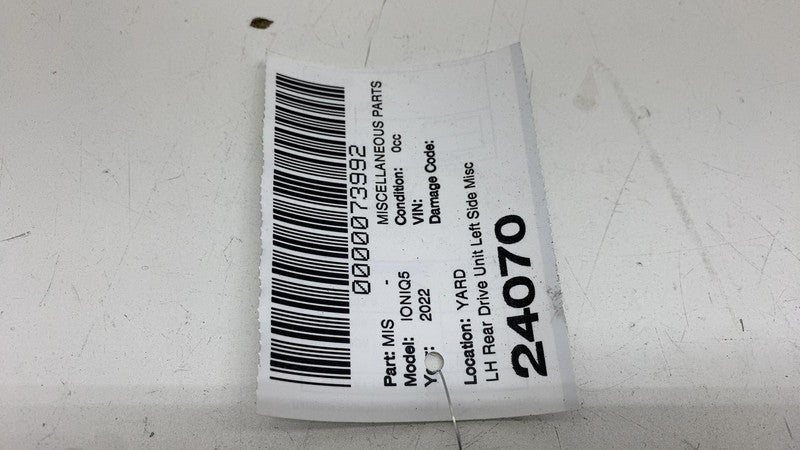 0000073992
Part: MIS - MISCELLANEOUS PARTS
Model: IONIQ5 Condition: 0cc
2022 VIN:
Damage Code:
Location: YARD
LH Rear Drive Unit Left Side Misc
24070